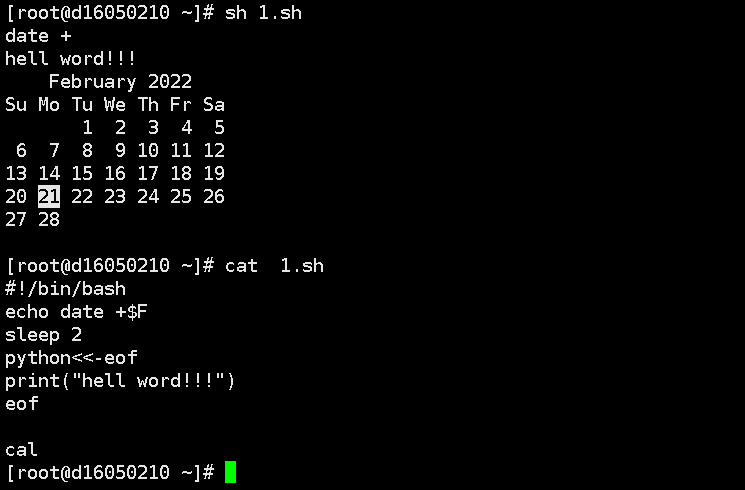 [root@d16050210 ~]# sh 1.sh
date +
hell word!!!
    February 2022
Su Mo Tu We Th Fr Sa
       1  2  3  4  5
 6  7  8  9 10 11 12
13 14 15 16 17 18 19
20 21 22 23 24 25 26
27 28

[root@d16050210 ~]# cat  1.sh
#!/bin/bash
echo date +$F
sleep 2
python<<-eof
print("hell word!!!")
eof

cal
[root@d16050210 ~]#